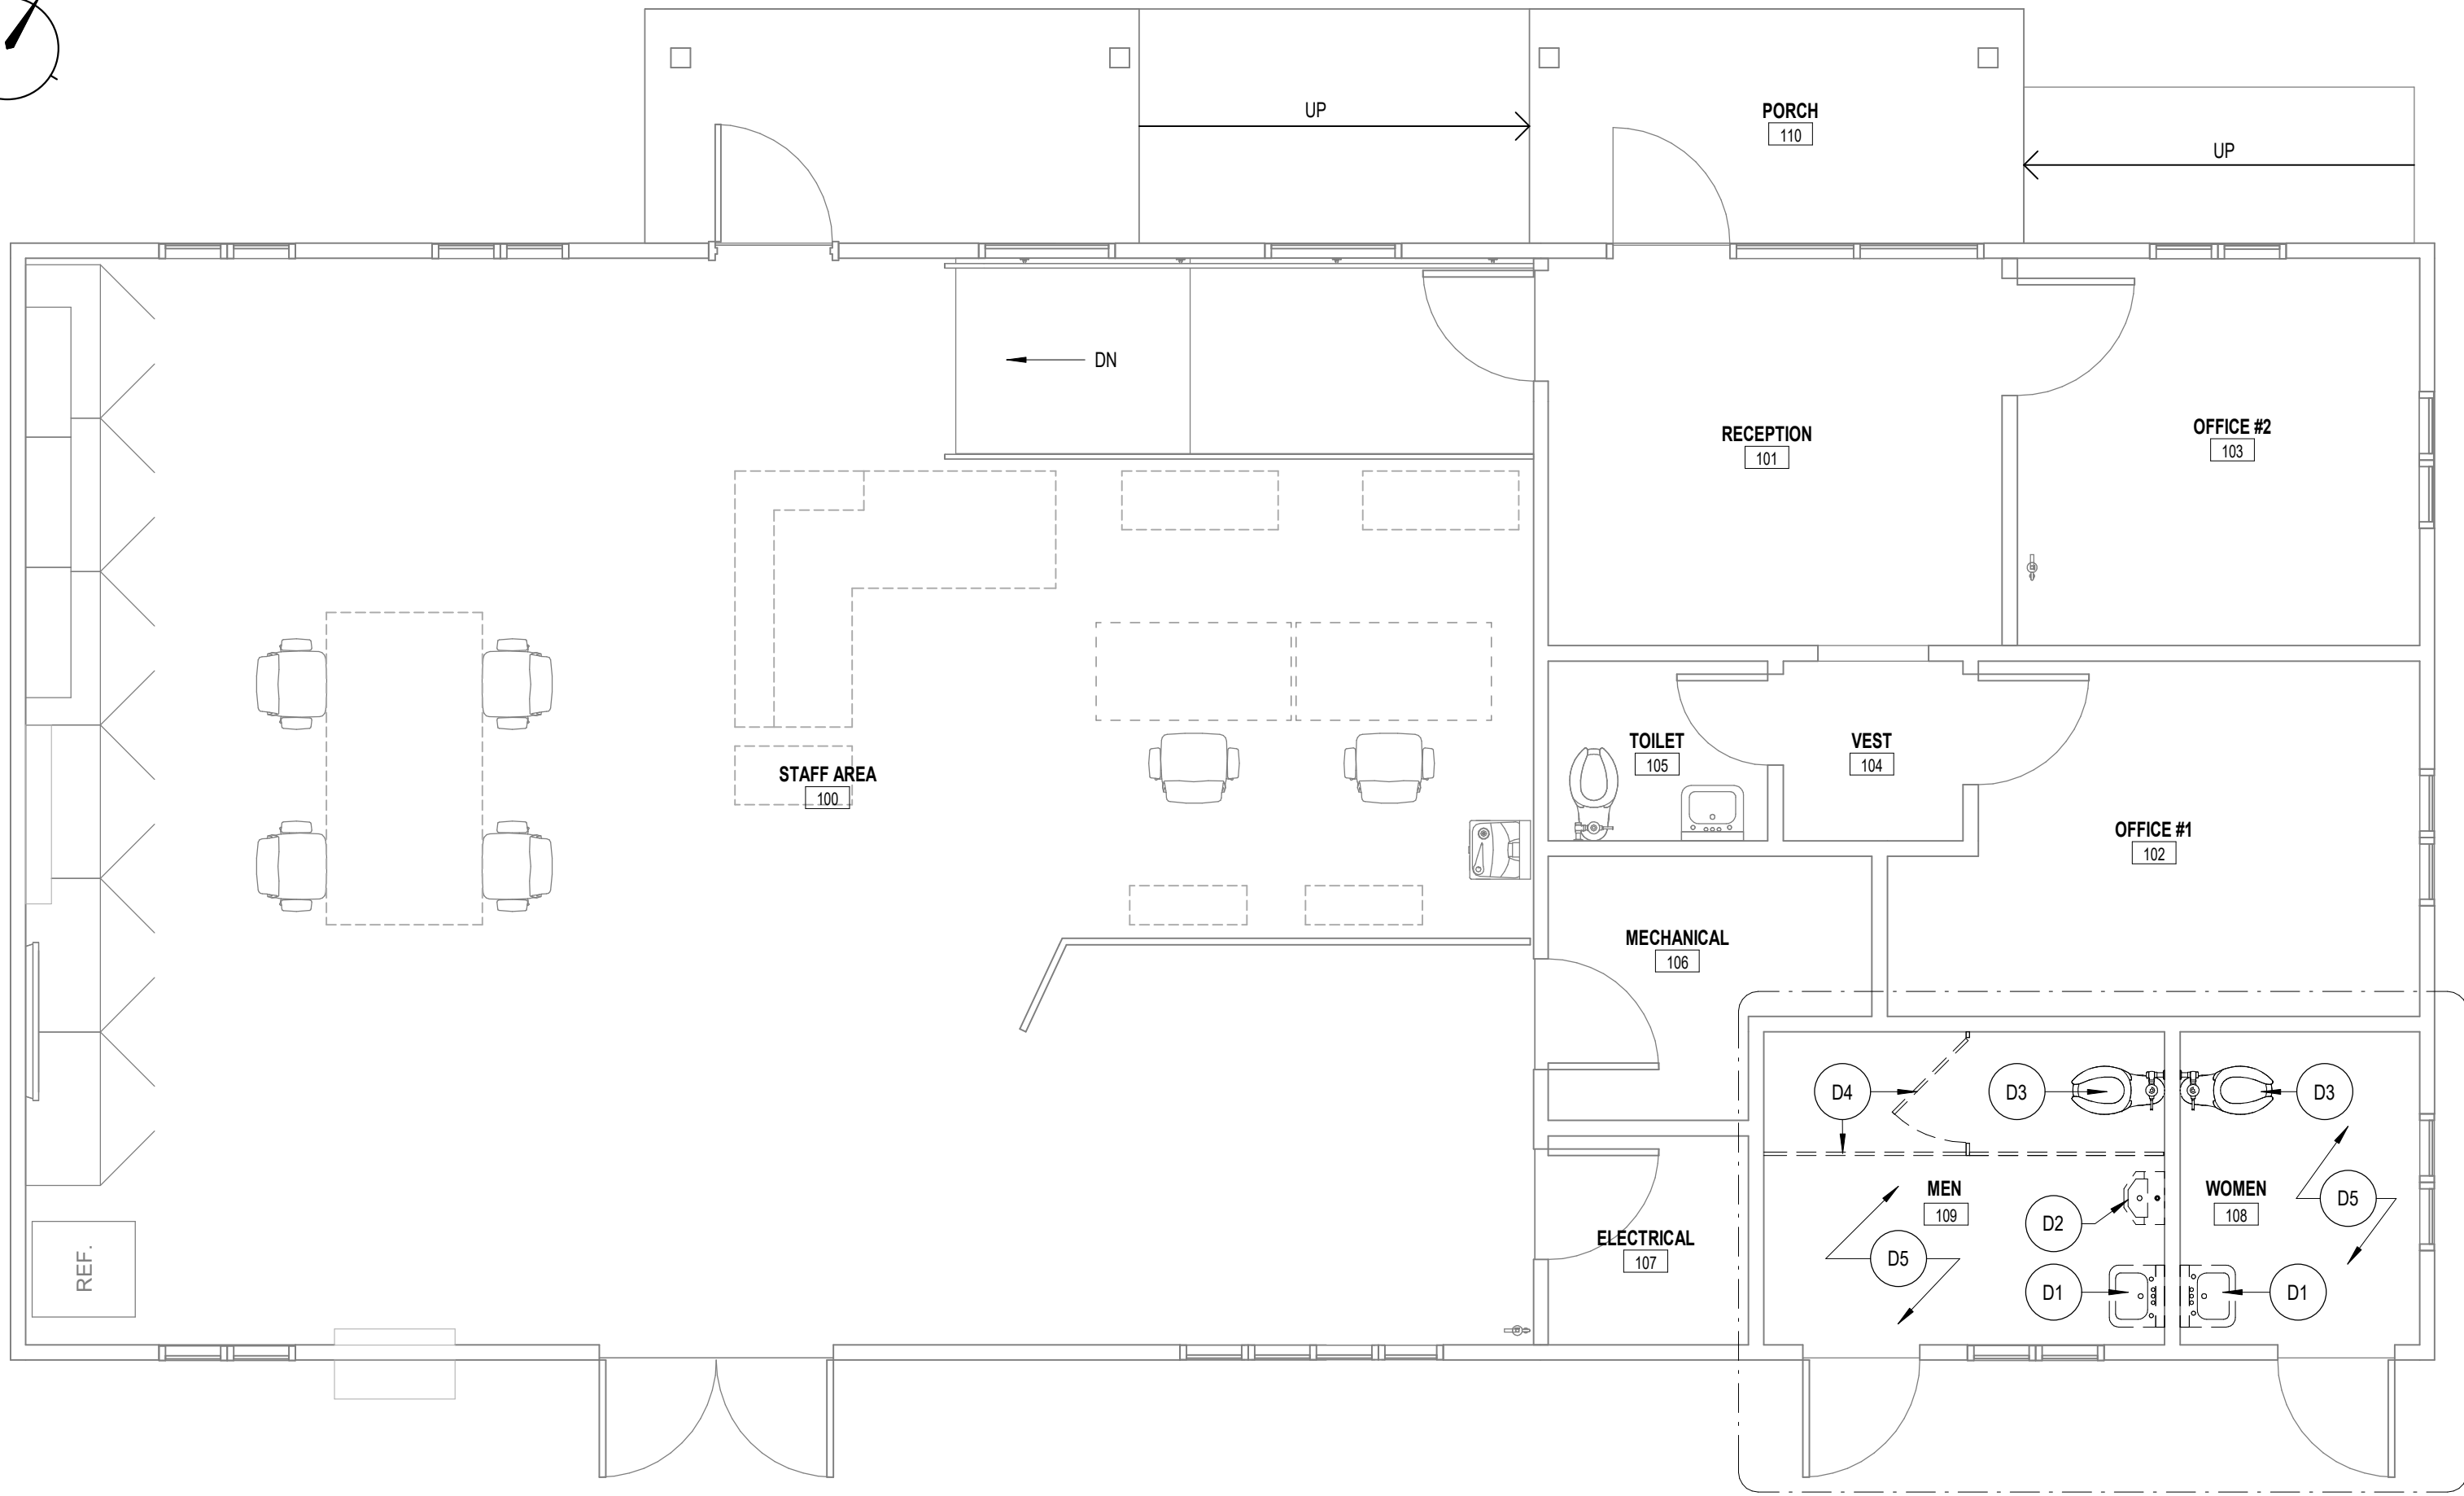 UP
PORCH
110
UP
DN
RECEPTION
101
OFFICE #2
103
TOILET
105
VEST
104
STAFF AREA
100
OFFICE #1
102
MECHANICAL
106
D4
D3
D3
MEN
109
WOMEN
108
D5
D2
ELECTRICAL
107
D5
REF.
D1
D1